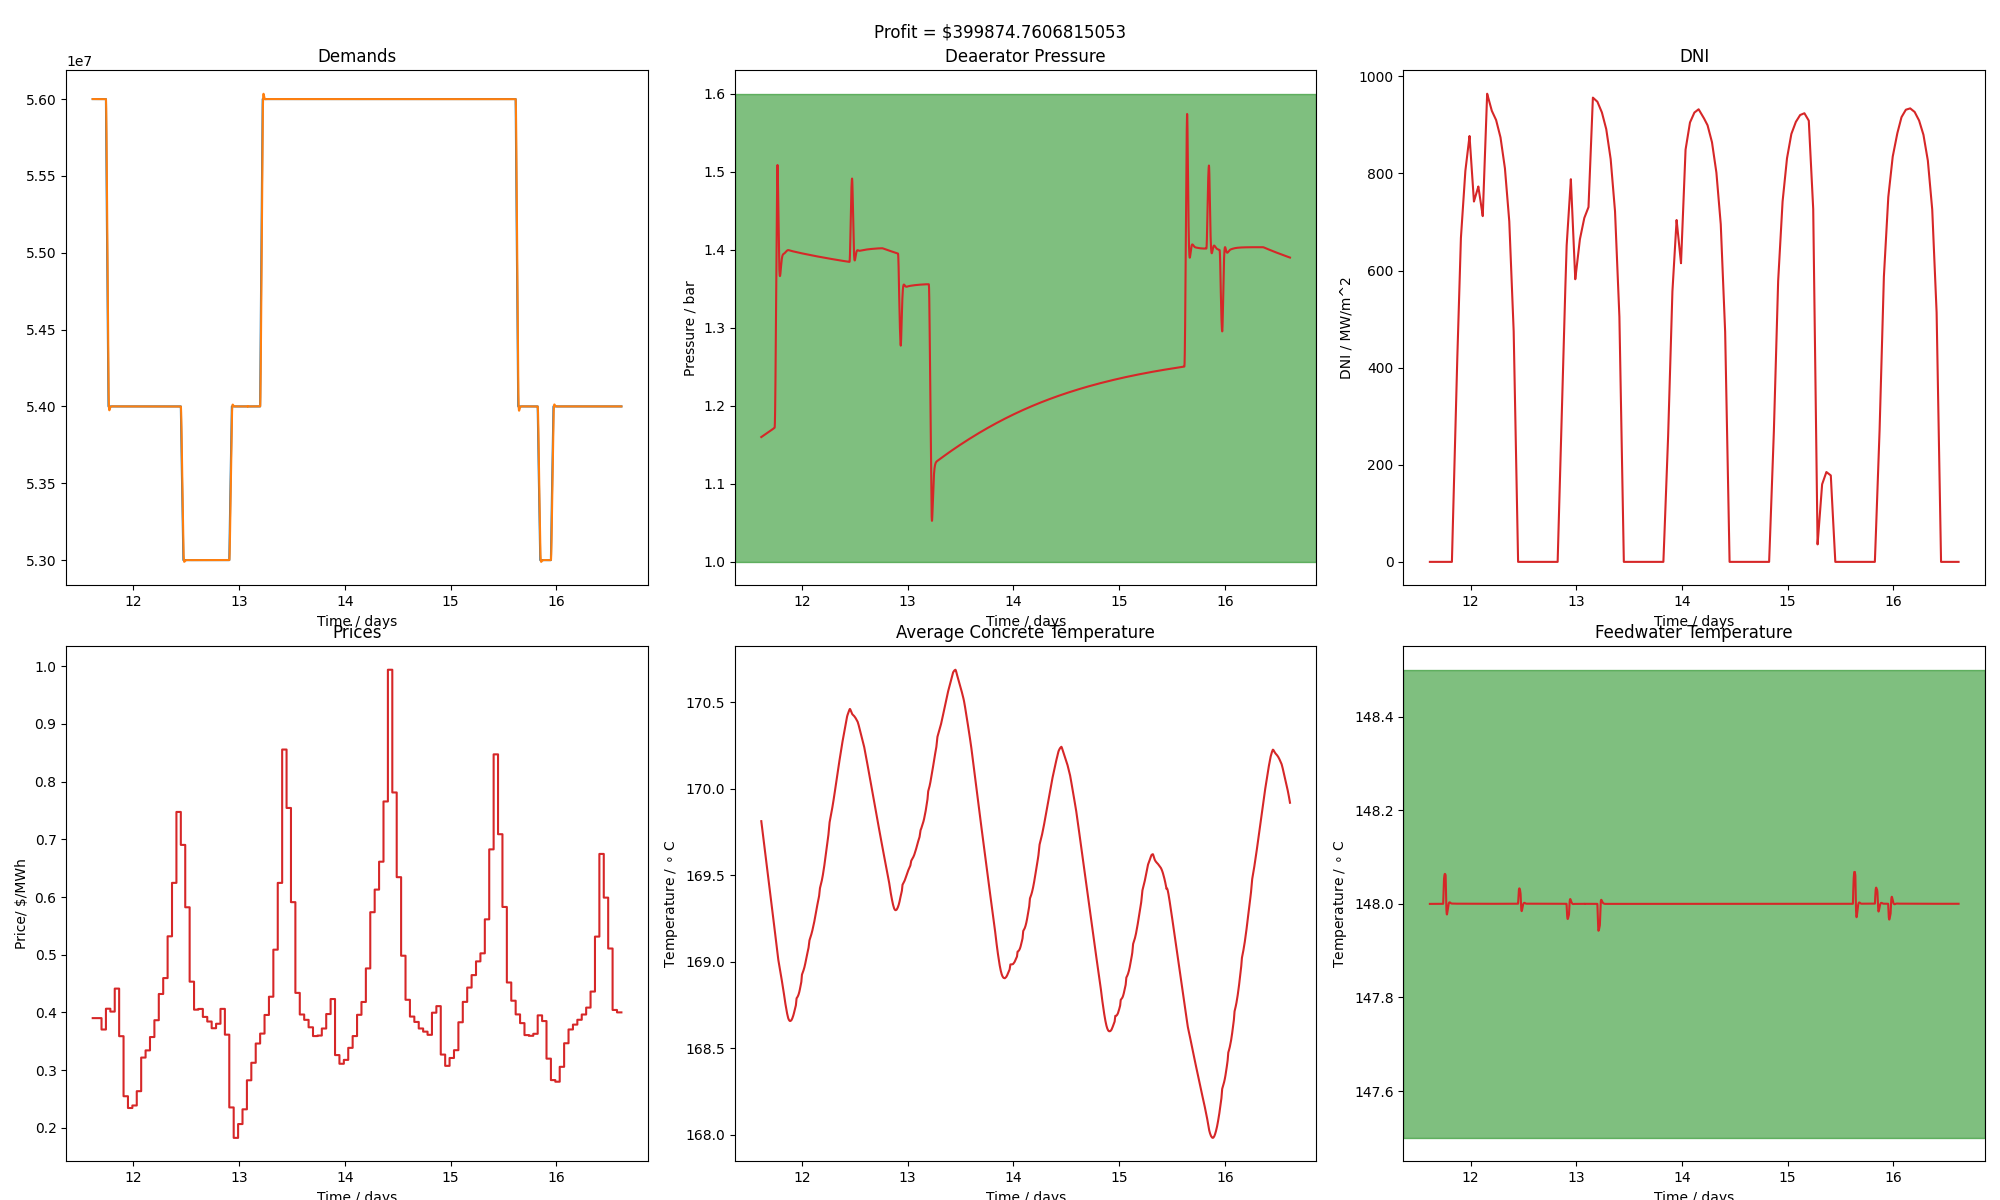 Profit = $399874.7606815053
Demands
1e7
5.60
5.55
5.50
5.45
5.40
5.35
5.30
12 13 14 15 16
Time / days
Deaerator Pressure
Pressure / bar
1.6
1.5
1.4
1.3
1.2
1.1
1.0
12 13 14 15 16
Time / days
DNI
DNI / MW/m^2
1000
800
600
400
200
0
12 13 14 15 16
Time / days
Prices
Price/ $/MWh
1.0
0.9
0.8
0.7
0.6
0.5
0.4
0.3
0.2
12 13 14 15 16
Time / days
Average Concrete Temperature
Temperature / ∘ C
170.5
170.0
169.5
169.0
168.5
168.0
12 13 14 15 16
Time / days
Feedwater Temperature
Temperature / ∘ C
148.4
148.2
148.0
147.8
147.6
12 13 14 15 16
Time / days